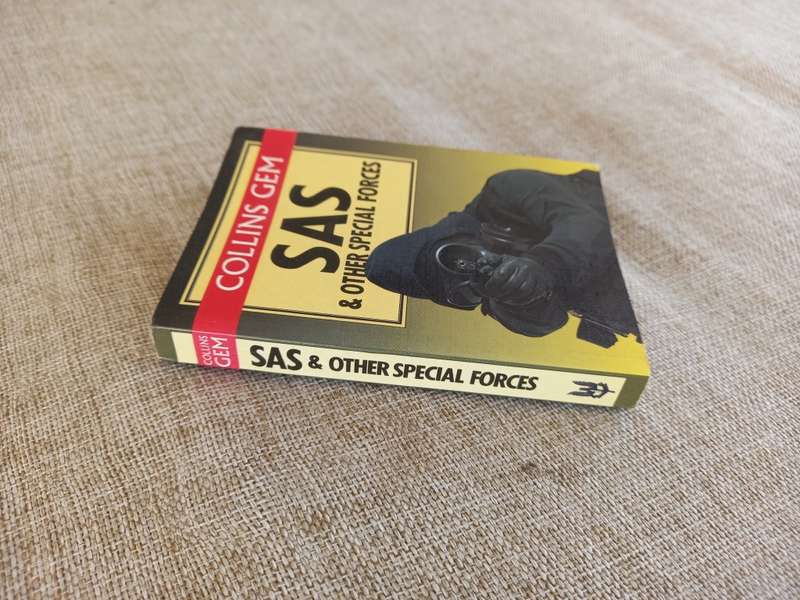 COLLINS GEM
SAS
& OTHER SPECIAL FORCES
COLLINS
GEM
SAS & OTHER SPECIAL FORCES